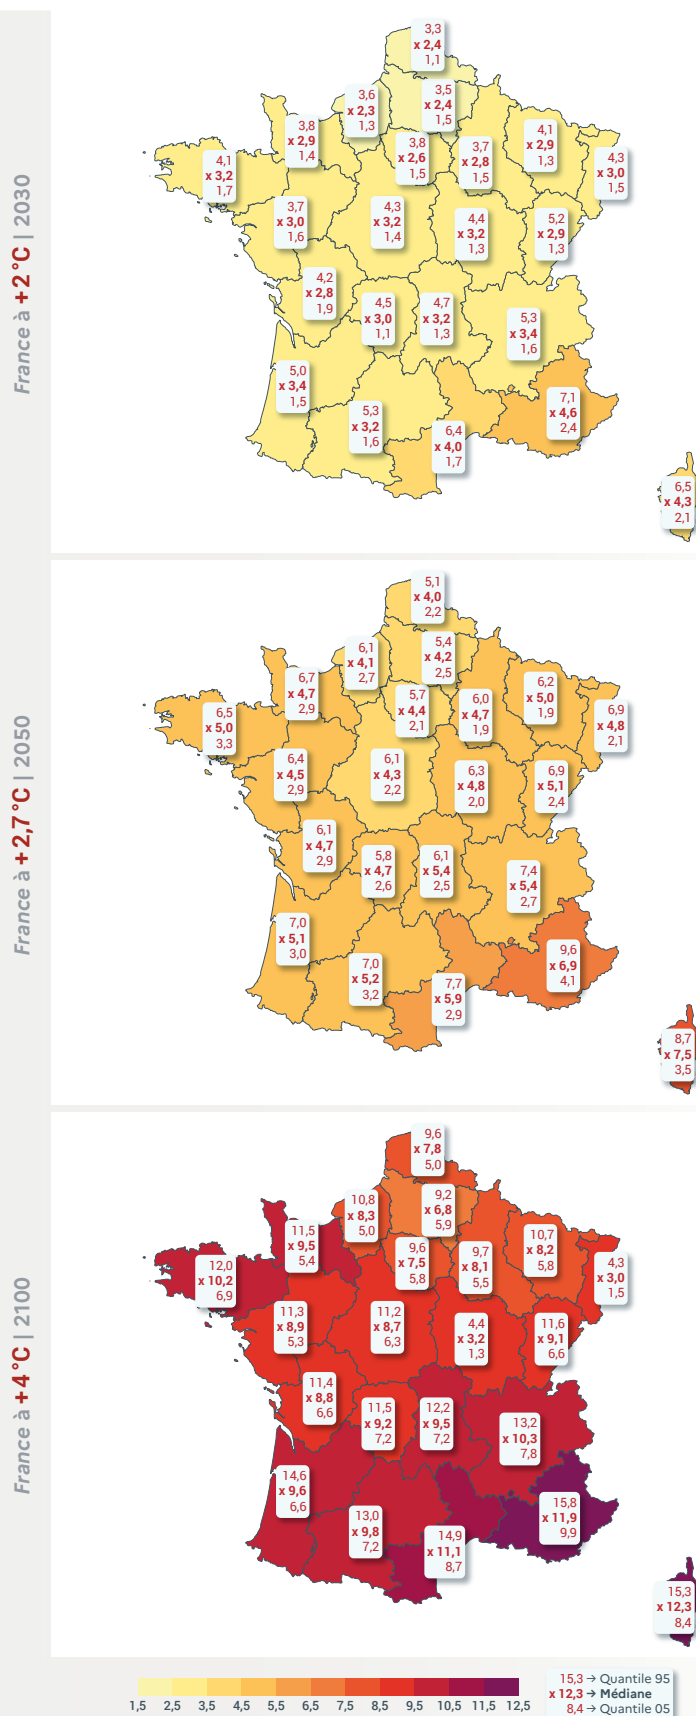 France à +2 °C | 2030
3,3
x 2,4
1,1
3,6
x 2,3
1,3
3,5
x 2,4
1,5
3,8
x 2,9
1,4
3,8
x 2,6
1,5
3,7
x 2,8
1,5
4,1
x 2,9
1,3
4,3
x 3,0
1,5
4,1
x 3,2
1,7
3,7
x 3,0
1,6
4,3
x 3,2
1,4
4,4
x 3,2
1,3
5,2
x 2,9
1,3
4,2
x 2,8
1,9
4,5
x 3,0
1,1
4,7
x 3,2
1,3
5,3
x 3,4
1,6
5,0
x 3,4
1,5
5,3
x 3,2
1,6
6,4
x 4,0
1,7
7,1
x 4,6
2,4
6,5
x 4,3
2,1
France à +2,7 °C | 2050
5,1
x 4,0
2,2
6,1
x 4,1
2,7
5,4
x 4,2
2,5
6,7
x 4,7
2,9
5,7
x 4,4
2,1
6,0
x 4,7
1,9
6,2
x 5,0
1,9
6,9
x 4,8
2,1
6,5
x 5,0
3,3
6,4
x 4,5
2,9
6,1
x 4,3
2,2
6,3
x 4,8
2,0
6,9
x 5,1
2,4
6,1
x 4,7
2,9
5,8
x 4,7
2,6
6,1
x 5,4
2,5
7,4
x 5,4
2,7
7,0
x 5,1
3,0
7,0
x 5,2
3,2
7,7
x 5,9
2,9
9,6
x 6,9
4,1
8,7
x 7,5
3,5
France à +4 °C | 2100
9,6
x 7,8
5,0
10,8
x 8,3
5,0
9,2
x 6,8
5,9
11,5
x 9,5
5,4
9,6
x 7,5
5,8
9,7
x 8,1
5,5
10,7
x 8,2
5,8
4,3
x 3,0
1,5
12,0
x 10,2
6,9
11,3
x 8,9
5,3
11,2
x 8,7
6,3
4,4
x 3,2
1,3
11,6
x 9,1
6,6
11,4
x 8,8
6,6
11,5
x 9,2
7,2
12,2
x 9,5
7,2
13,2
x 10,3
7,8
14,6
x 9,6
6,6
13,0
x 9,8
7,2
14,9
x 11,1
8,7
15,8
x 11,9
9,9
15,3
x 12,3
8,4
1,5 2,5 3,5 4,5 5,5 6,5 7,5 8,5 9,5 10,5 11,5 12,5
15,3 → Quantile 95
x 12,3 → Médiane
8,4 → Quantile 05